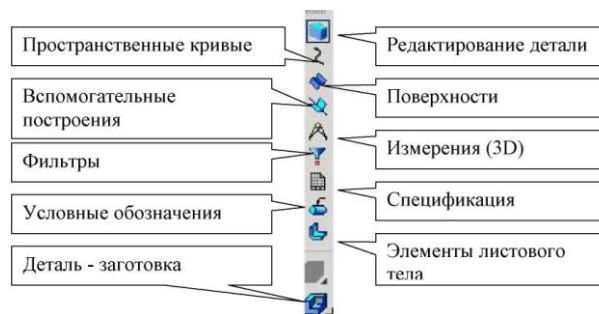 Пространственные кривые
Вспомогательные
построения
Фильтры
Условные обозначения
Деталь - заготовка
Редактирование детали
Поверхности
Измерения (3D)
Спецификация
Элементы листового
тела